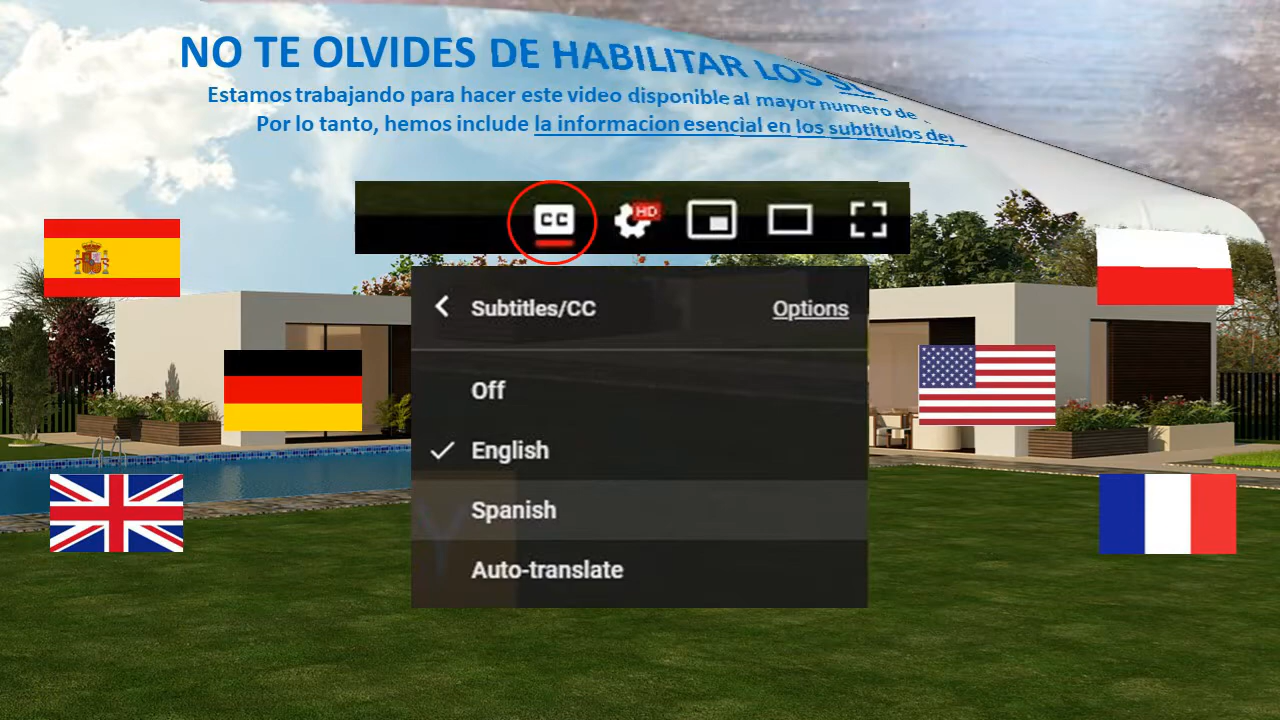 NO TE OLVIDES DE HABILITAR LOS
Estamos trabajando para hacer este video disponible al mayor numero de
Por lo tanto, hemos include la informacion esencial en los subtitulos del
CC HD
Subtitles/CC Options
Off
English
Spanish
Auto-translate